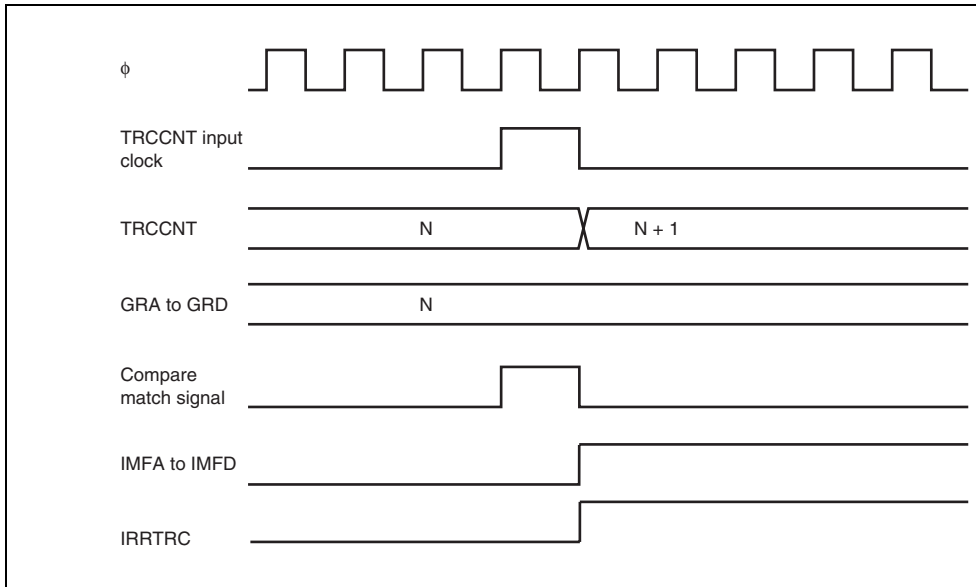 ϕ
TRCCNT input
clock
TRCCNT
N
N + 1
GRA to GRD
N
Compare
match signal
IMFA to IMFD
IRRTRC